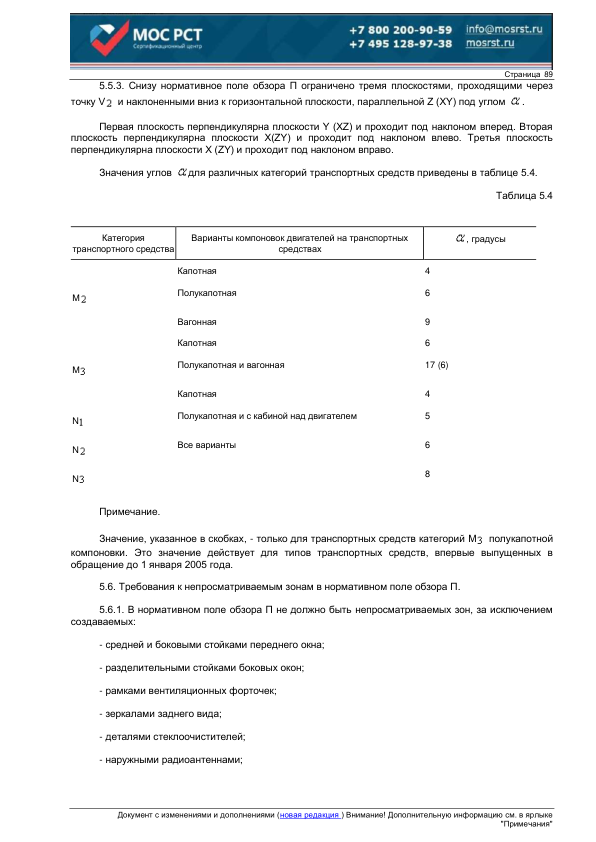 МОС РСТ
Сертификационный центр
+7 800 200-90-59 info@mosrst.ru
+7 495 128-97-38 mosrst.ru
Страница 89
5.5.3. Снизу нормативное поле обзора П ограничено тремя плоскостями, проходящими через
точку V2 и наклоненными вниз к горизонтальной плоскости, параллельной Z (XY) под углом α.
Первая плоскость перпендикулярна плоскости Y (XZ) и проходит под наклоном вперед. Вторая
плоскость перпендикулярна плоскости X(ZY) и проходит под наклоном влево. Третья плоскость
перпендикулярна плоскости X (ZY) и проходит под наклоном вправо.
Значения углов α для различных категорий транспортных средств приведены в таблице 5.4.
Таблица 5.4
Категория
транспортного средства
Варианты компоновок двигателей на транспортных
средствах
α, градусы
Капотная 4
M2
Полукапотная 6
Вагонная 9
Капотная 6
M3
Полукапотная и вагонная 17 (6)
Капотная 4
N1
Полукапотная и с кабиной над двигателем 5
N2
Все варианты 6
N3
8
Примечание.
Значение, указанное в скобках, - только для транспортных средств категорий M3 полукапотной
компоновки. Это значение действует для типов транспортных средств, впервые выпущенных в
обращение до 1 января 2005 года.
5.6. Требования к непросматриваемым зонам в нормативном поле обзора П.
5.6.1. В нормативном поле обзора П не должно быть непросматриваемых зон, за исключением
создаваемых:
- средней и боковыми стойками переднего окна;
- разделительными стойками боковых окон;
- рамками вентиляционных форточек;
- зеркалами заднего вида;
- деталями стеклоочистителей;
- наружными радиоантеннами;
Документ с изменениями и дополнениями (новая редакция ) Внимание! Дополнительную информацию см. в ярлыке
"Примечания"